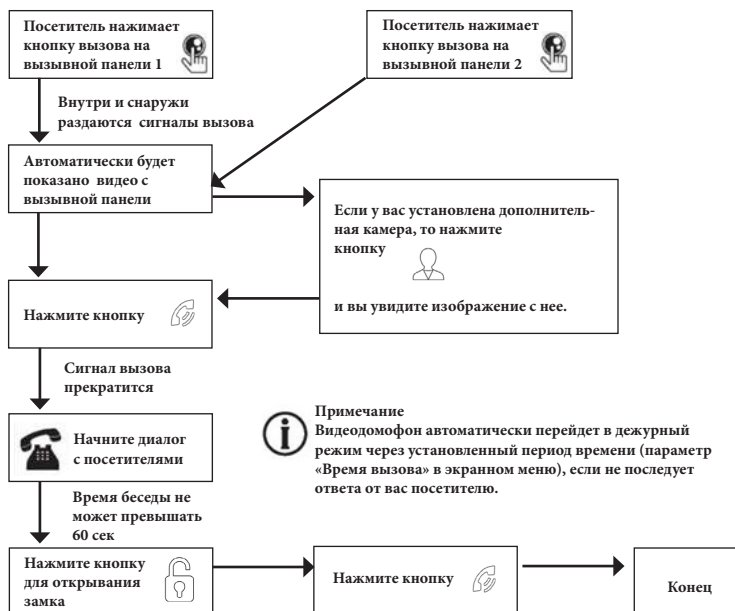 Посетитель нажимает
кнопку вызова на
вызывной панели 1
Посетитель нажимает
кнопку вызова на
вызывной панели 2
Внутри и снаружи
раздаются сигналы вызова
Автоматически будет
показано видео с
вызывной панели
Если у вас установлена дополнитель-
ная камера, то нажмите
кнопку
и вы увидите изображение с нее.
Нажмите кнопку
Сигнал вызова
прекратится
Начните диалог
с посетителями
Примечание
Видеодомофон автоматически перейдет в дежурный
режим через установленный период времени (параметр
«Время вызова» в экранном меню), если не последует
ответа от вас посетителю.
Время беседы не
может превышать
60 сек
Нажмите кнопку
для открывания
замка
Нажмите кнопку
Конец